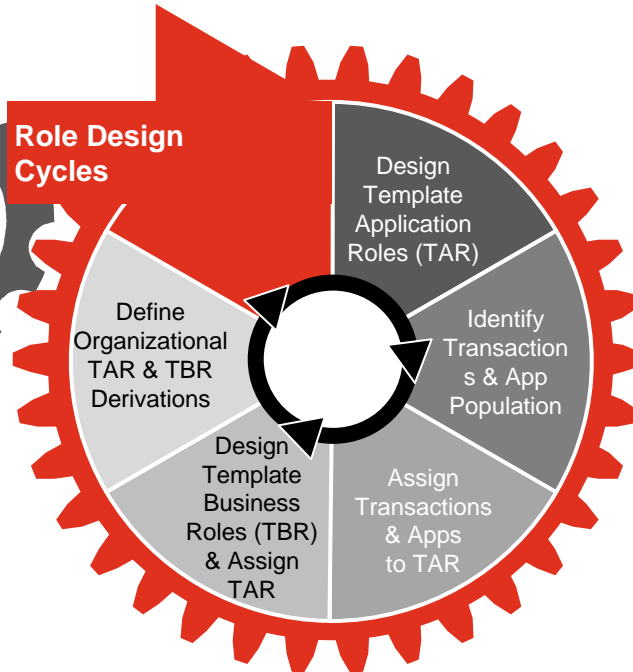 Role Design
Cycles
Design
Template
Application
Roles (TAR)
Identify
Transaction
s & App
Population
Assign
Transactions
& Apps
to TAR
Design
Template
Business
Roles (TBR)
& Assign
TAR
Define
Organizational
TAR & TBR
Derivations